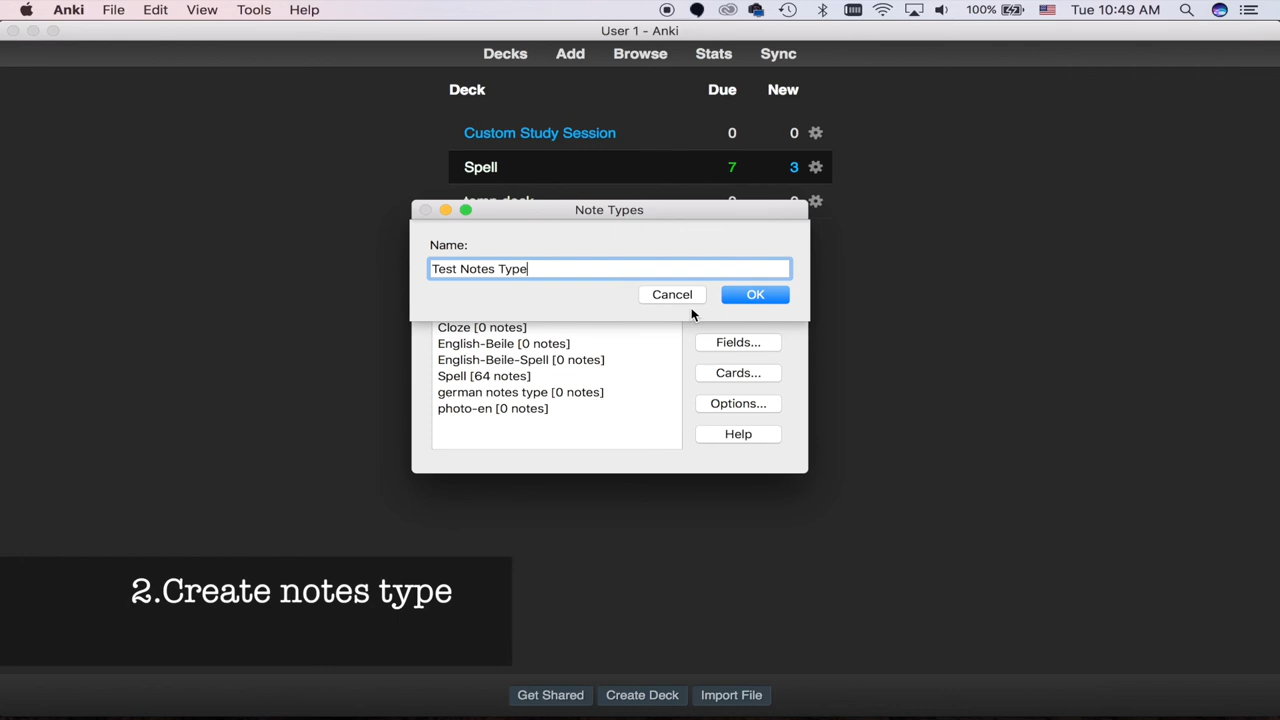 Anki File Edit View Tools Help 100% Tue 10:49 AM
User 1 - Anki
Decks Add Browse Stats Sync
Deck Due New
Custom Study Session 0 0
Spell 7 3
Note Types
Name:
Test Notes Type
Cancel OK
Cloze [0 notes]
English-Beile [0 notes]
English-Beile-Spell [0 notes]
Spell [64 notes]
german notes type [0 notes]
photo-en [0 notes]
Fields...
Cards...
Options...
Help
2.Create notes type
Get Shared Create Deck Import File